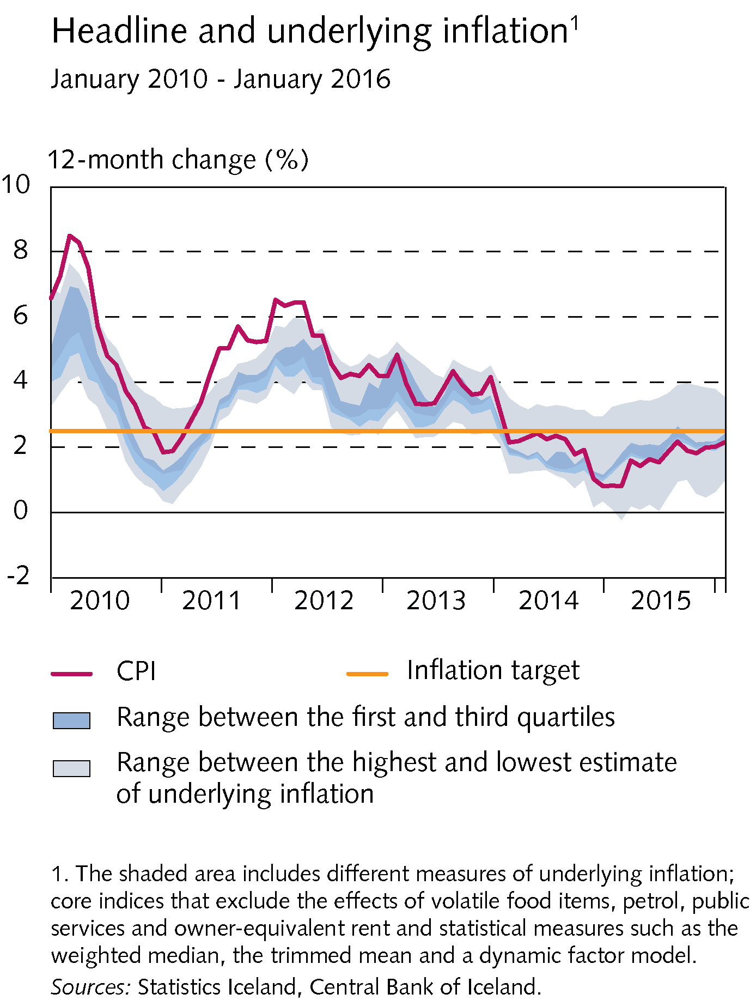 Headline and underlying inflation¹
January 2010 - January 2016
12-month change (%)
10
8
6
4
2
0
-2
2010 2011 2012 2013 2014 2015
CPI Inflation target
Range between the first and third quartiles
Range between the highest and lowest estimate
of underlying inflation
1. The shaded area includes different measures of underlying inflation;
core indices that exclude the effects of volatile food items, petrol, public
services and owner-equivalent rent and statistical measures such as the
weighted median, the trimmed mean and a dynamic factor model.
Sources: Statistics Iceland, Central Bank of Iceland.